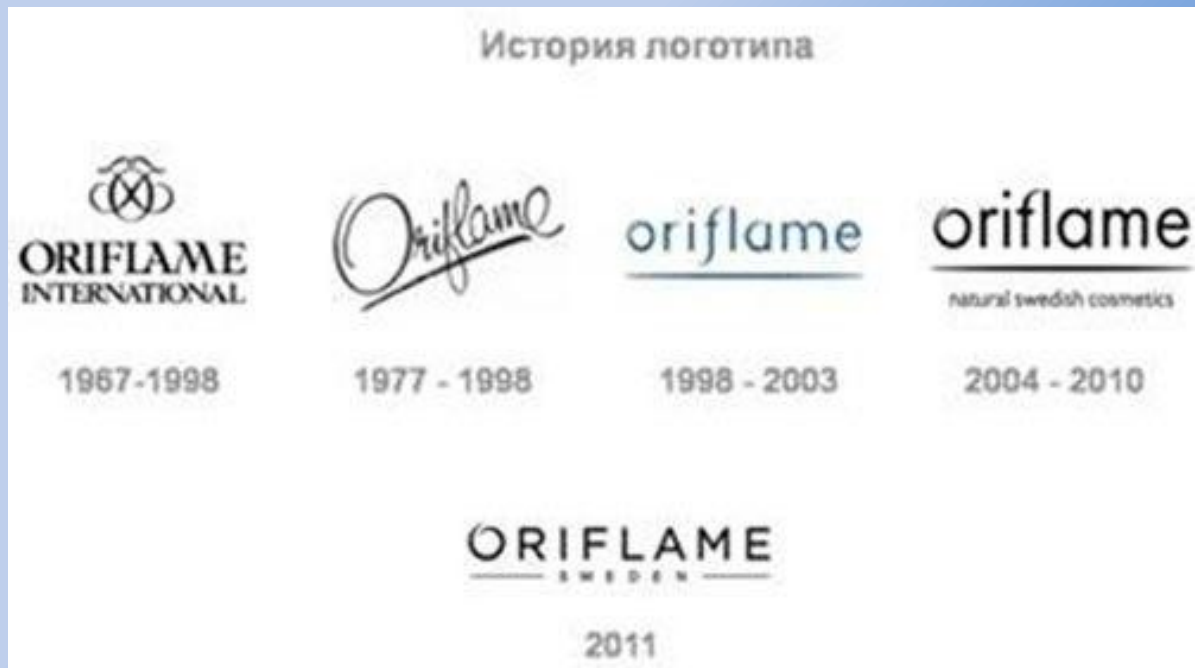 История логотипа
ORIFLAME
INTERNATIONAL
1967-1998
Oriflame
1977 - 1998
oriflame
1998 - 2003
oriflame
natural swedish cosmetics
2004 - 2010
ORIFLAME
SWEDEN
2011